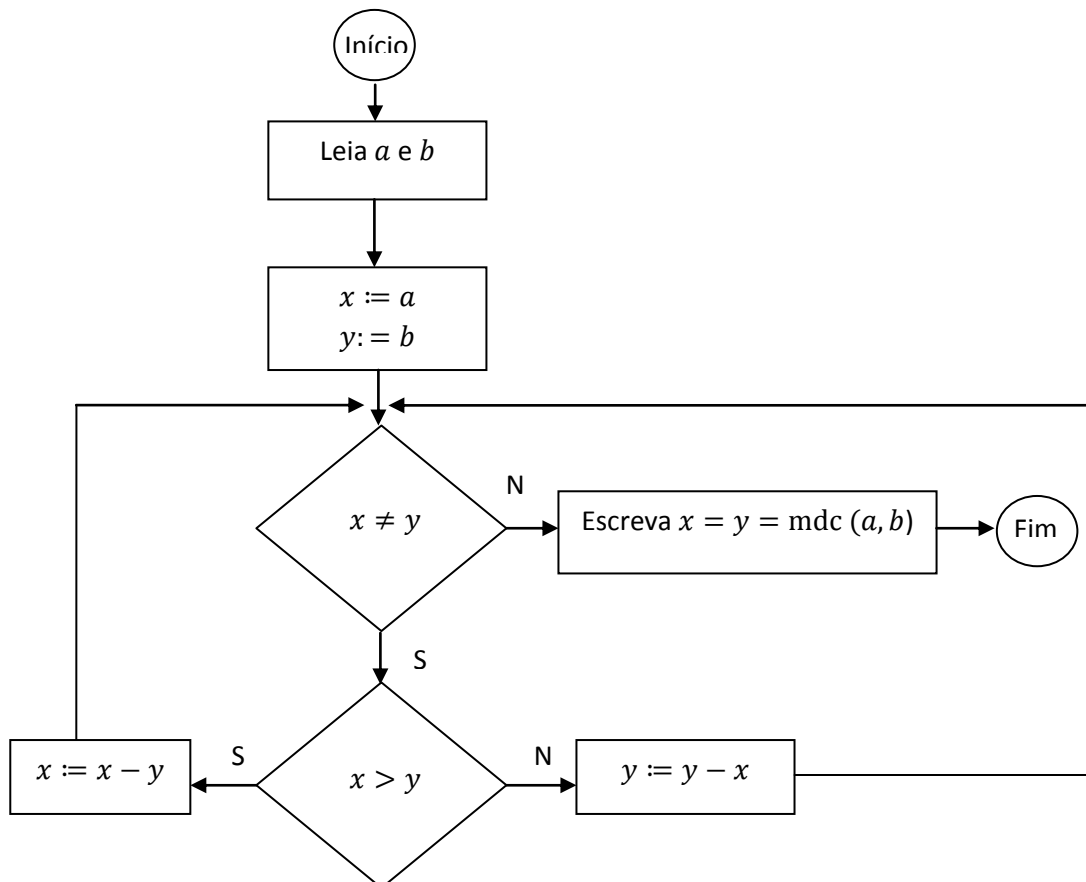 Início
Leia a e b
x := a
y: = b
x ≠ y
N
Escreva x = y = mdc (a, b)
Fim
S
x := x − y
S
x > y
N
y := y − x